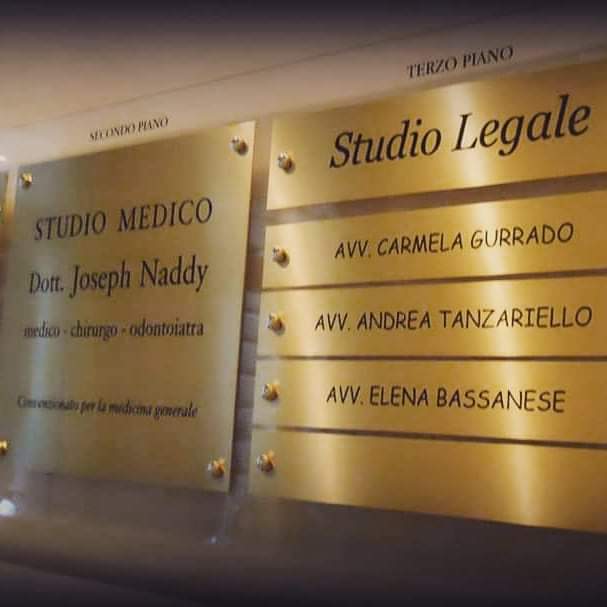 SECONDO PIANO
STUDIO MEDICO
Dott. Joseph Naddy
medico - chirurgo - odontoiatra
Convenzionato per la medicina generale
TERZO PIANO
Studio Legale
AVV. CARMELA GURRADO
AVV. ANDREA TANZARIELLO
AVV. ELENA BASSANESE